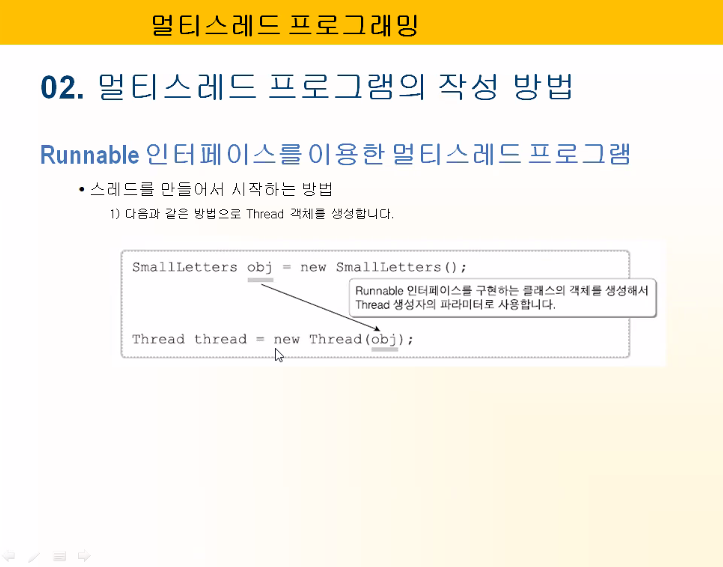 멀티스레드 프로그래밍
02. 멀티스레드 프로그램의 작성 방법
Runnable 인터페이스를 이용한 멀티스레드 프로그램
• 스레드를 만들어서 시작하는 방법
1) 다음과 같은 방법으로 Thread 객체를 생성합니다.
SmallLetters obj = new SmallLetters();
Runnable 인터페이스를 구현하는 클래스의 객체를 생성해서
Thread 생성자의 파라미터로 사용합니다.
Thread thread = new Thread(obj);